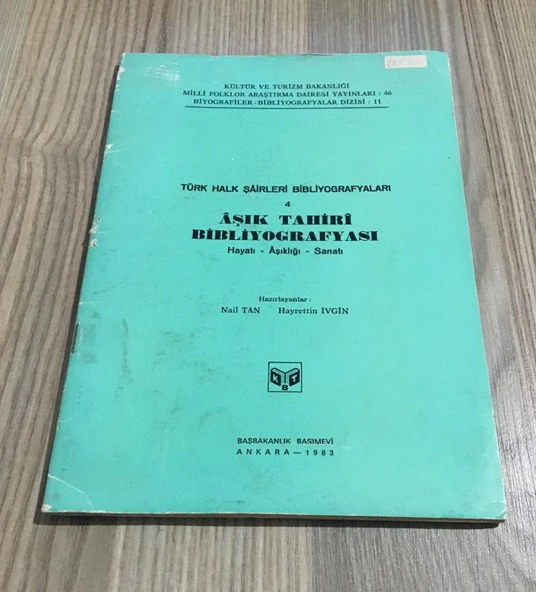 KÜLTÜR VE TURİZM BAKANLIĞI
MİLLİ FOLKLOR ARAŞTIRMA DAİRESİ YAYINLARI : 46
BİYOGRAFİLER - BİBLİYOGRAFYALAR DİZİSİ : 11
TÜRK HALK ŞAİRLERİ BİBLİYOGRAFYALARI
4
ÂŞIK TAHİRÎ
BİBLİYOGRAFYASI
Hayatı - Âşıklığı - Sanatı
Hazırlayanlar :
Nail TAN Hayrettin İVGİN
K B T
BAŞBAKANLIK BASIMEVİ
ANKARA — 1983